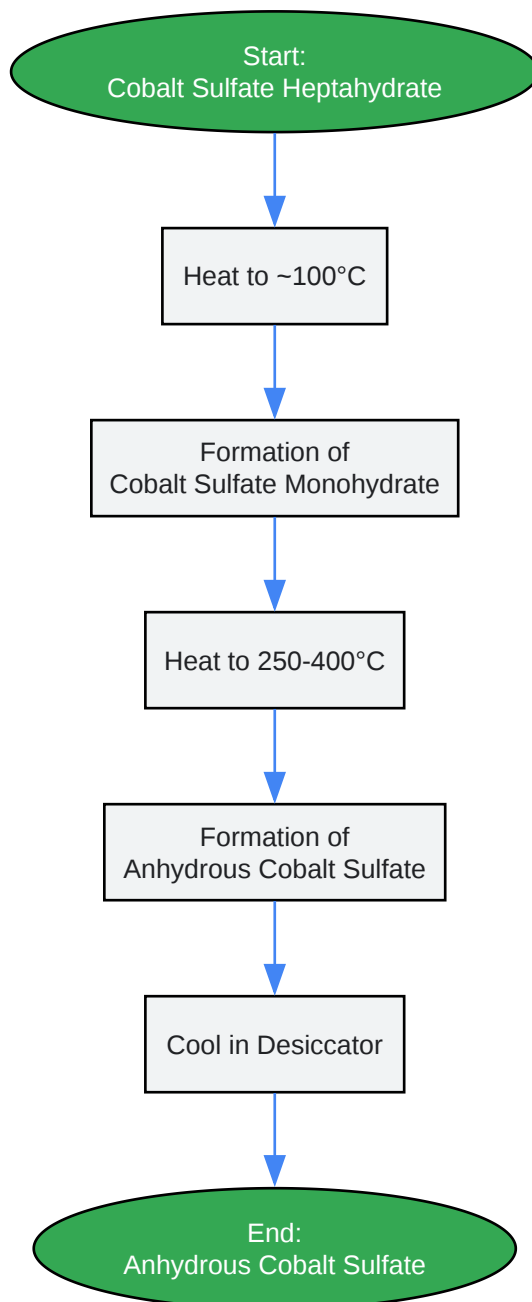 Start:
Cobalt Sulfate Heptahydrate
Heat to ~100°C
Formation of
Cobalt Sulfate Monohydrate
Heat to 250-400°C
Formation of
Anhydrous Cobalt Sulfate
Cool in Desiccator
End:
Anhydrous Cobalt Sulfate